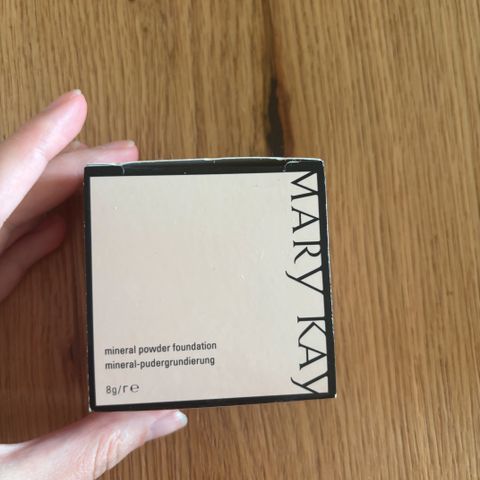 MARY KAY
mineral powder foundation
mineral-pudergrundierung
8g/г℮